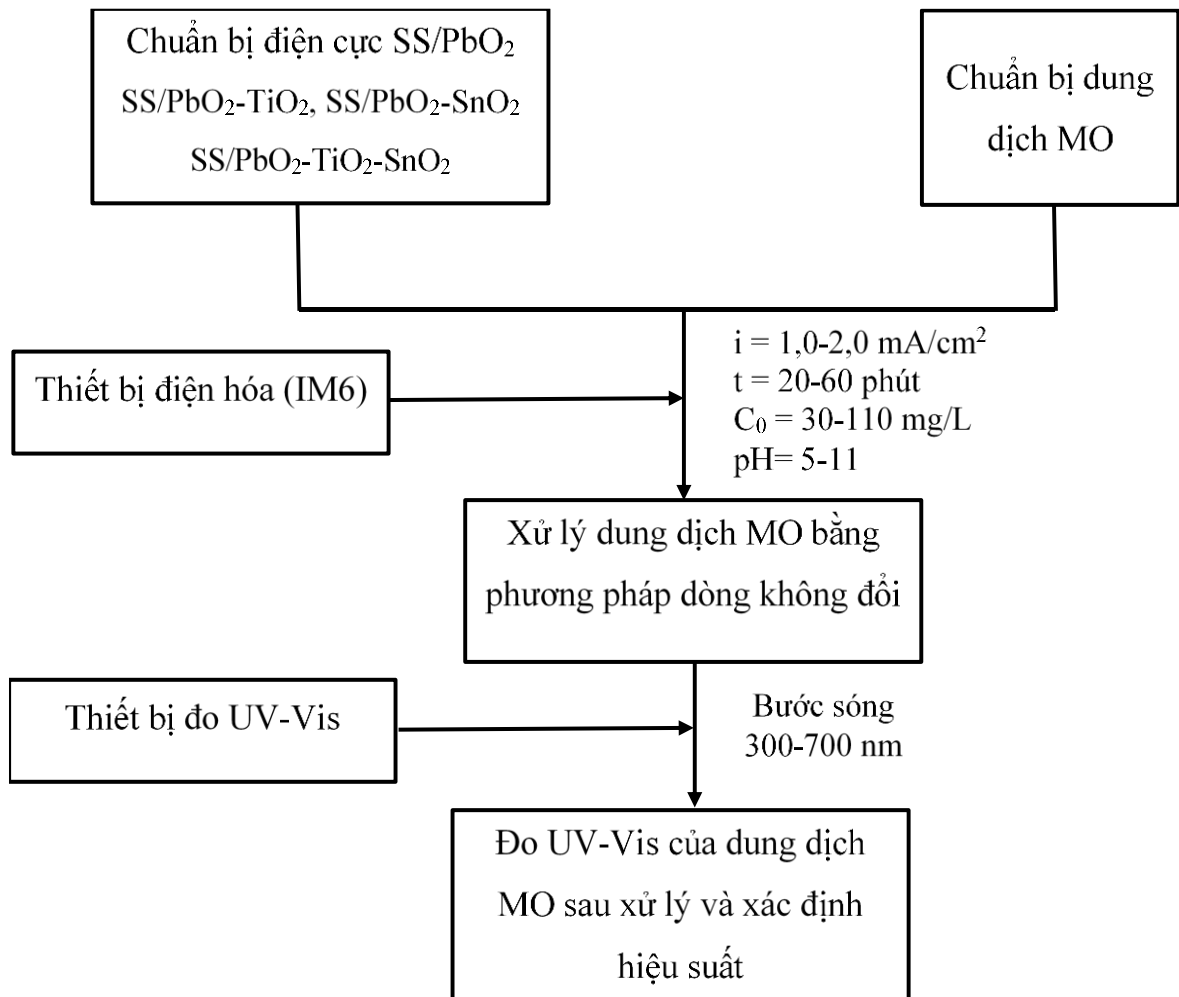 Chuẩn bị điện cực SS/PbO₂
SS/PbO₂-TiO₂, SS/PbO₂-SnO₂
SS/PbO₂-TiO₂-SnO₂
Chuẩn bị dung
dịch MO
i = 1,0-2,0 mA/cm²
t = 20-60 phút
C₀ = 30-110 mg/L
pH= 5-11
Thiết bị điện hóa (IM6)
Xử lý dung dịch MO bằng
phương pháp dòng không đổi
Thiết bị đo UV-Vis
Bước sóng
300-700 nm
Đo UV-Vis của dung dịch
MO sau xử lý và xác định
hiệu suất